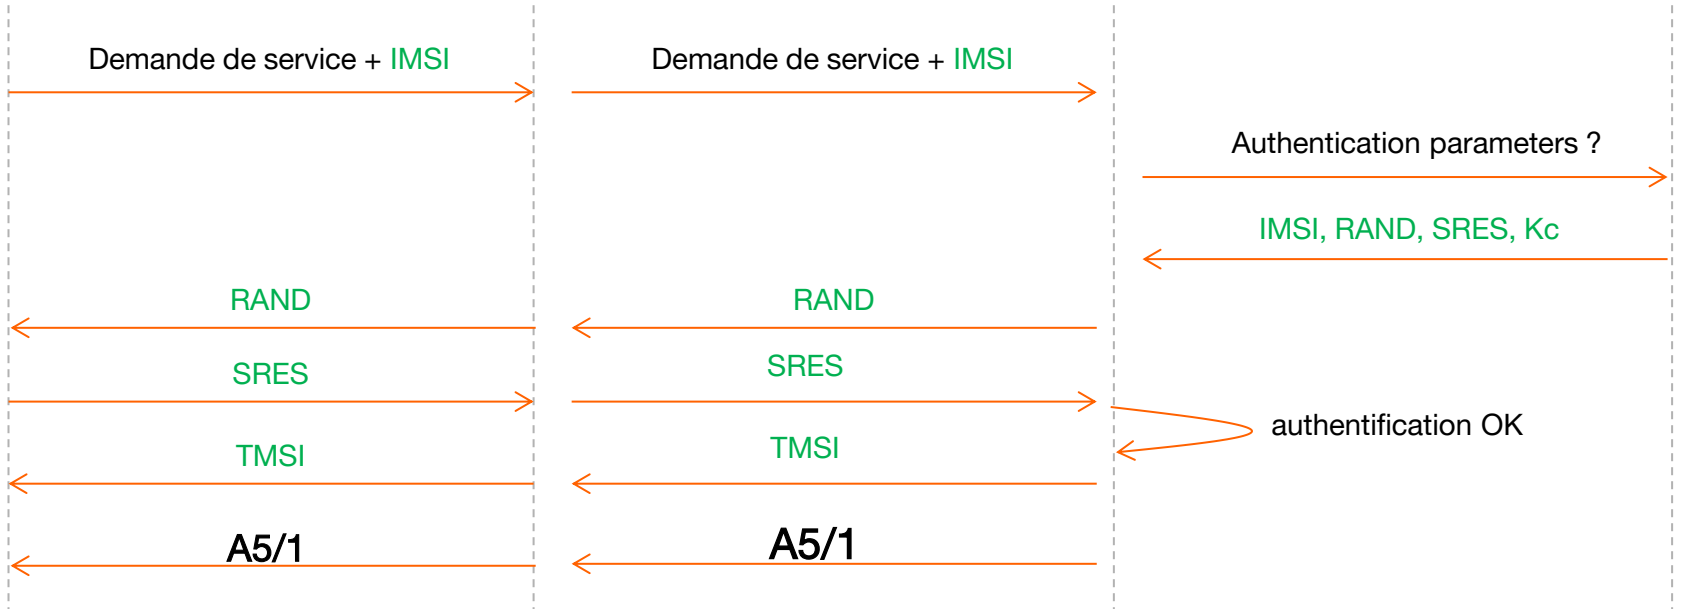 Demande de service + IMSI
Demande de service + IMSI
Authentication parameters ?
IMSI, RAND, SRES, Kc
RAND
RAND
SRES
SRES
authentification OK
TMSI
TMSI
A5/1
A5/1